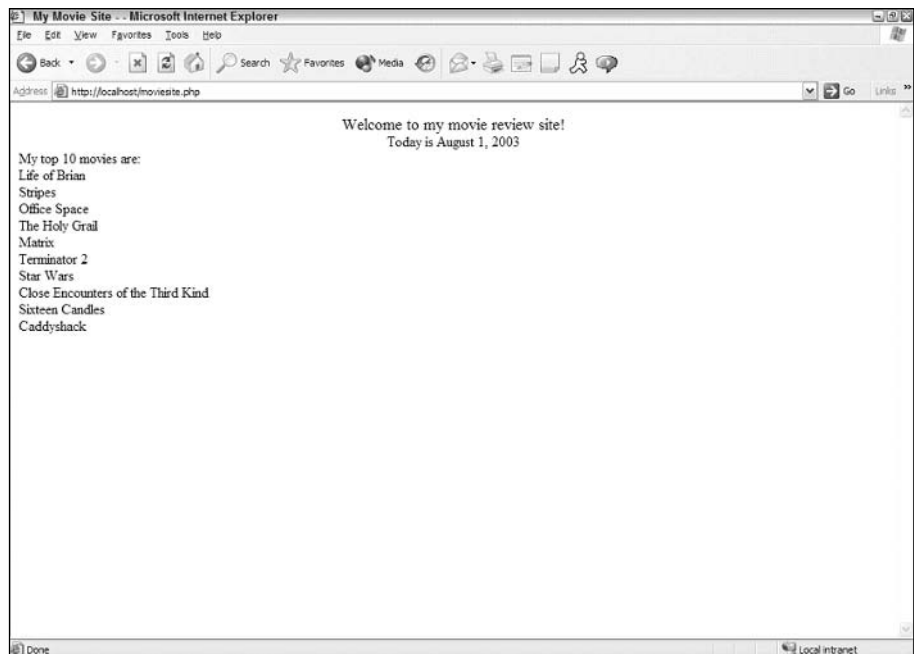 My Movie Site - - Microsoft Internet Explorer
File Edit View Favorites Tools Help
Back Search Favorites Media
Address http://localhost/moviesite.php Go Links »
Welcome to my movie review site!
Today is August 1, 2003
My top 10 movies are:
Life of Brian
Stripes
Office Space
The Holy Grail
Matrix
Terminator 2
Star Wars
Close Encounters of the Third Kind
Sixteen Candles
Caddyshack
Done Local intranet